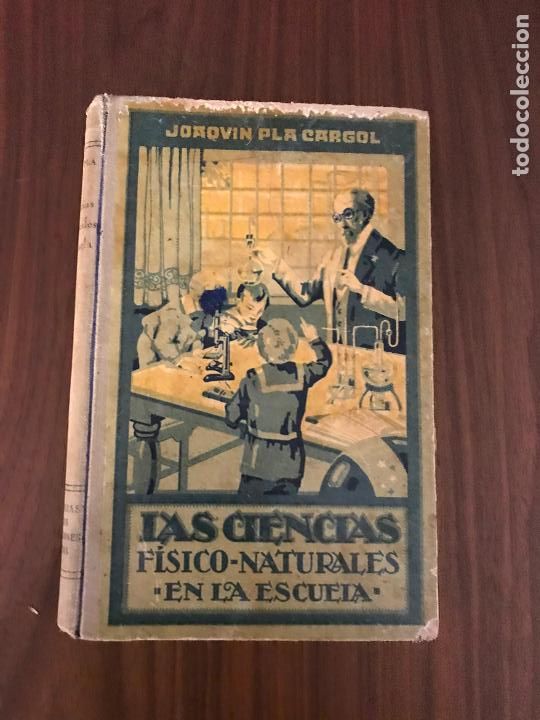 JOAQVIN PLA CARGOL
LAS CIENCIAS
FÍSICO-NATURALES
EN LA ESCUELA
todocoleccion